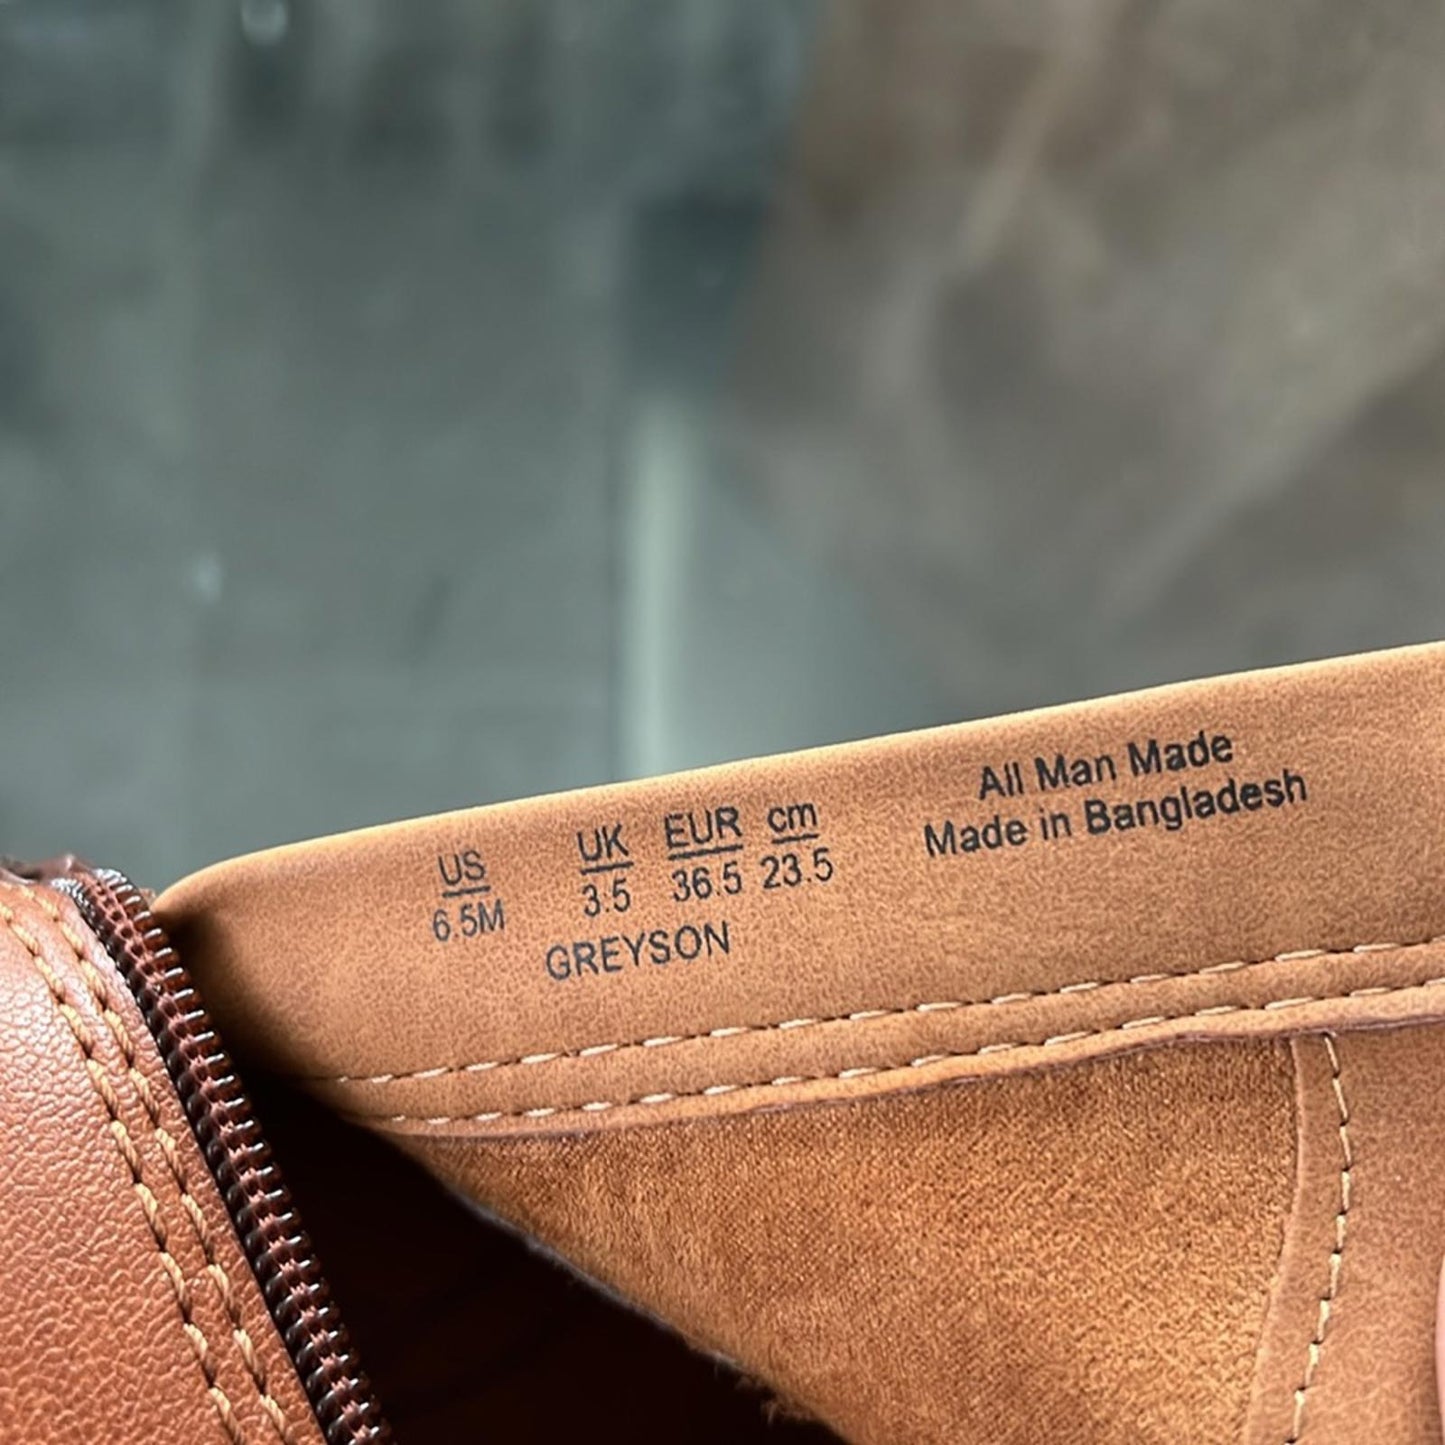 US UK EUR cm
6.5M 3.5 36.5 23.5
GREYSON
All Man Made
Made in Bangladesh